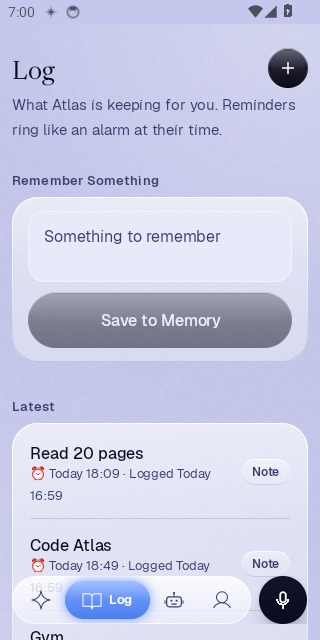 7:00
Log
What Atlas is keeping for you. Reminders
ring like an alarm at their time.
Remember Something
Something to remember
Save to Memory
Latest
Read 20 pages
⏰ Today 18:09 · Logged Today
16:59
Note
Code Atlas
⏰ Today 18:49 · Logged Today
16:59
Note
Gym
Log